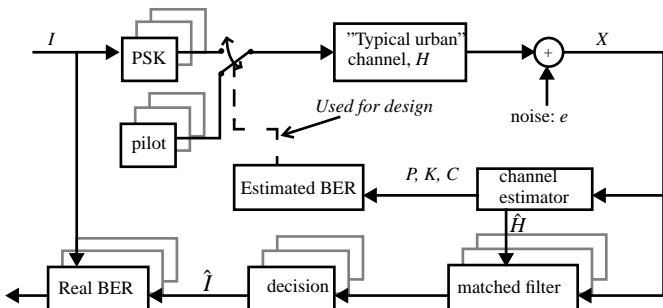 I
PSK
"Typical urban"
channel, H
+
X
noise: e
Used for design
pilot
Estimated BER
P, K, C
channel
estimator
Ĥ
Real BER
Î
decision
matched filter